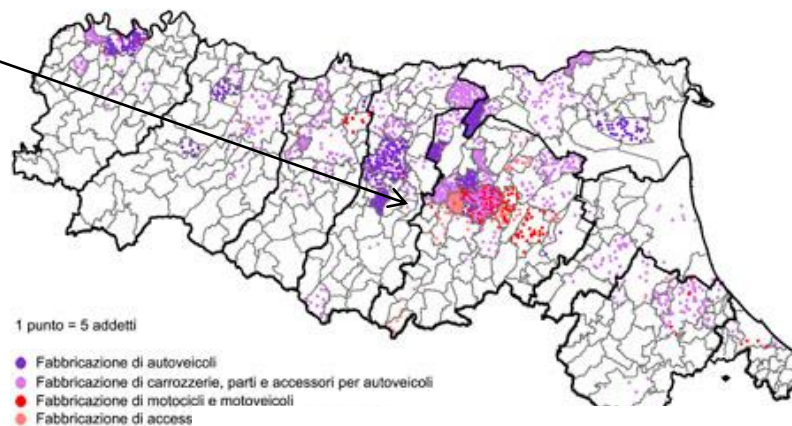 1 punto = 5 addetti
Fabbricazione di autoveicoli
Fabbricazione di carrozzerie, parti e accessori per autoveicoli
Fabbricazione di motocicli e motoveicoli
Fabbricazione di access